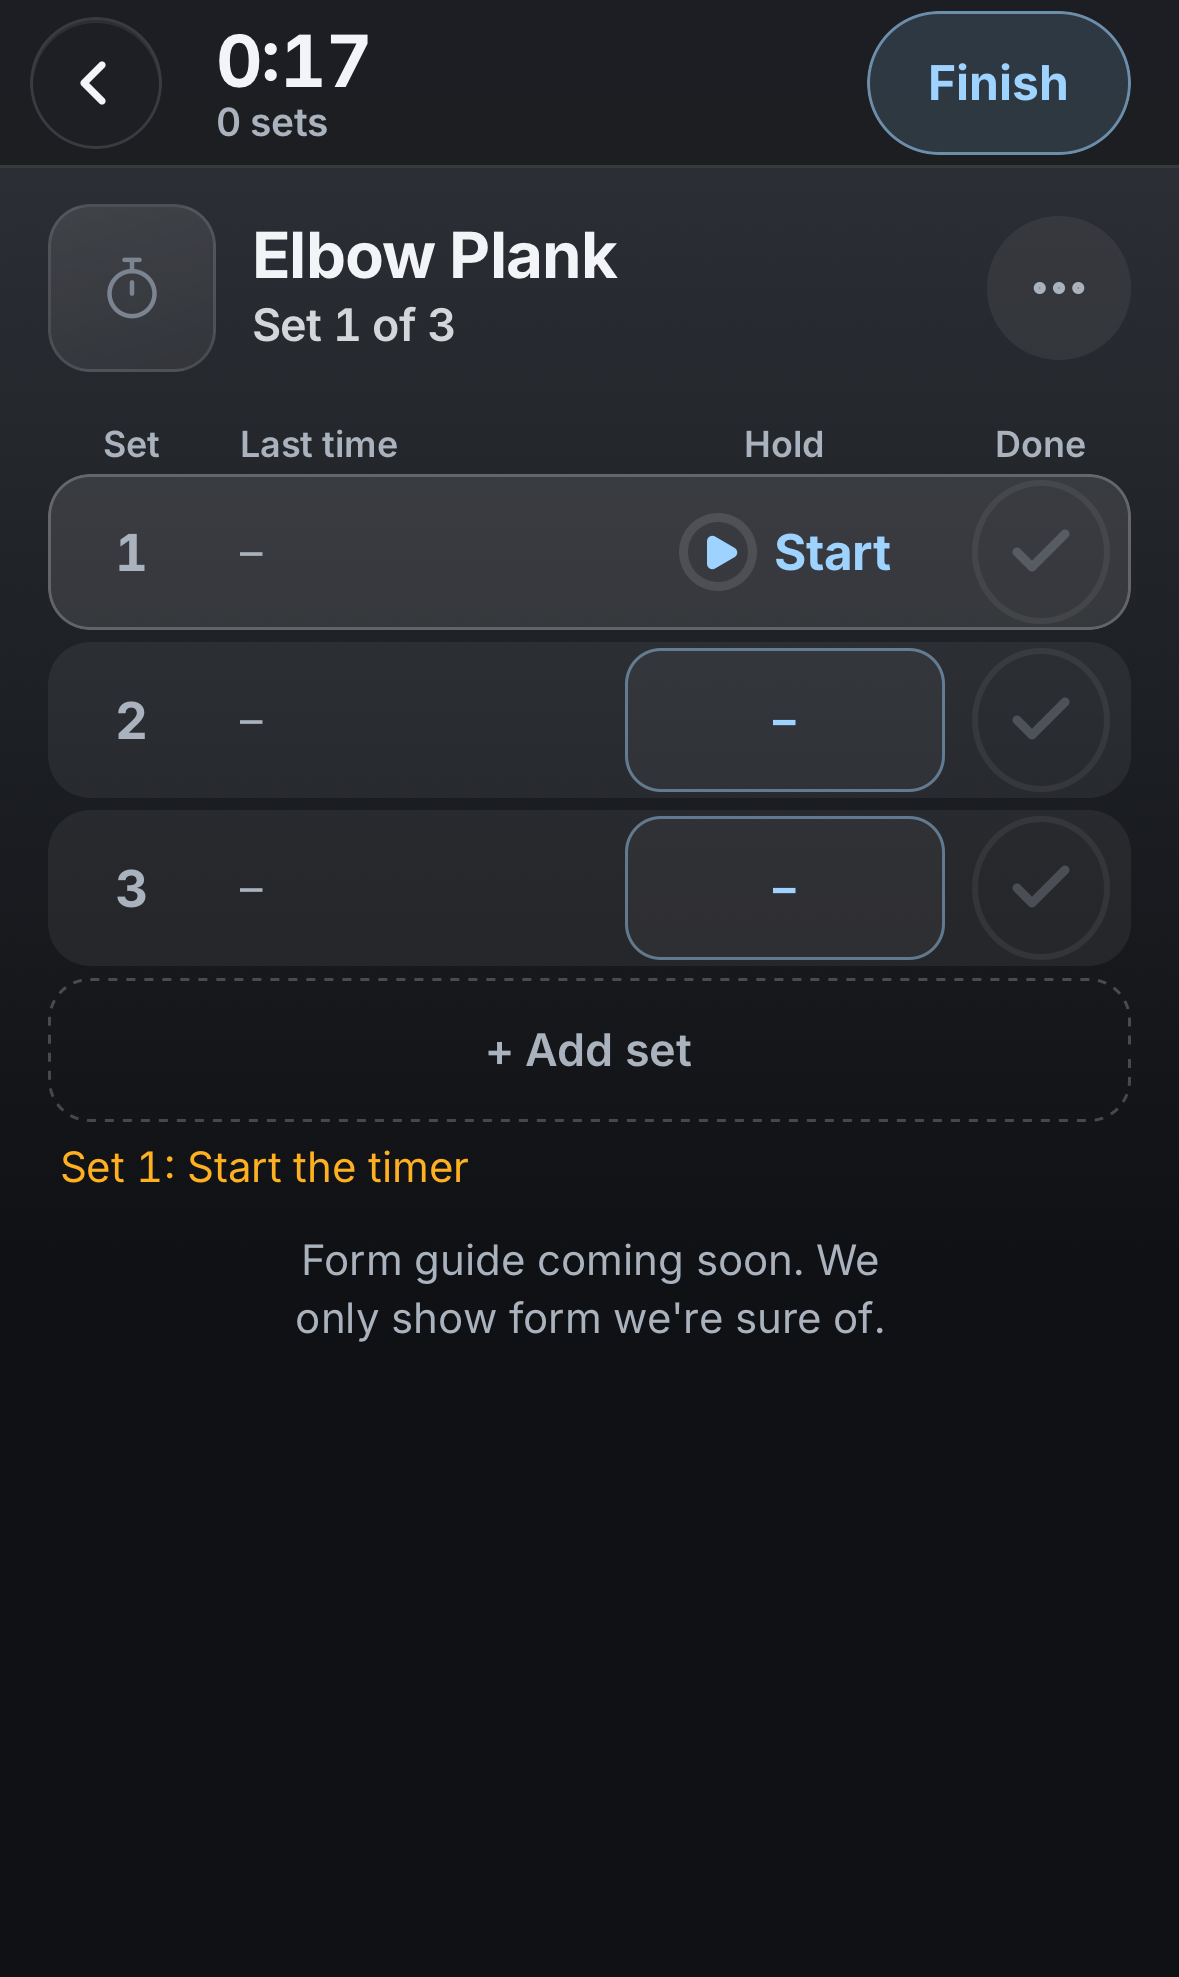 0:17
0 sets
Finish
Elbow Plank
Set 1 of 3
Set Last time Hold Done
1 – Start
2 – –
3 – –
+ Add set
Set 1: Start the timer
Form guide coming soon. We
only show form we're sure of.